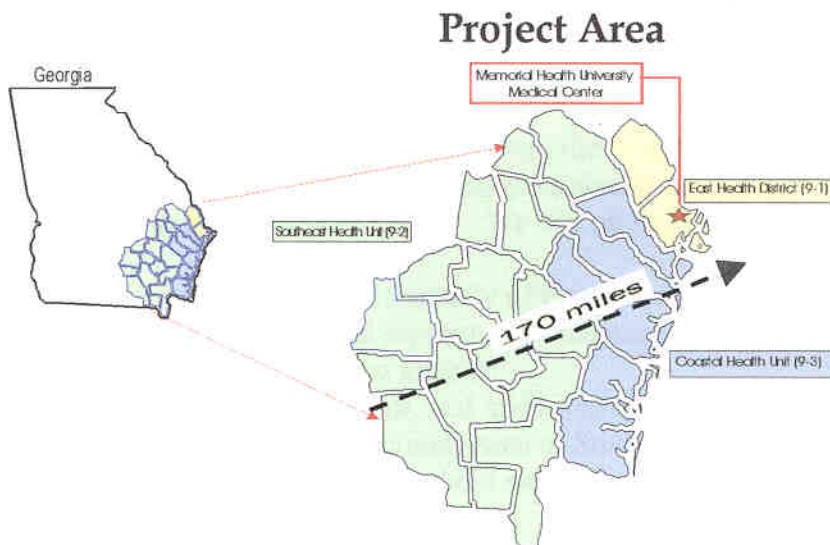 Project Area
Georgia
Memorial Health University
Medical Center
East Health District (9-1)
Southeast Health Unit (9-2)
170 miles
Coastal Health Unit (9-3)